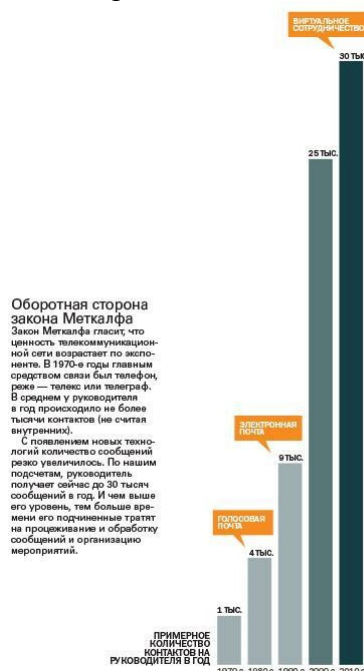 ВИРТУАЛЬНОЕ
СОТРУДНИЧЕСТВО
30 ТЫС.
25 ТЫС.
Оборотная сторона
закона Меткалфа
Закон Меткалфа гласит, что
ценность телекоммуникацион-
ной сети возрастает по экспо-
ненте. В 1970-е годы главным
средством связи был телефон,
реже — телекс или телеграф.
В среднем у руководителя
в год происходило не более
тысячи контактов (не считая
внутренних).
С появлением новых техно-
логий количество сообщений
резко увеличилось. По нашим
подсчетам, руководитель
получает сейчас до 30 тысяч
сообщений в год. И чем выше
его уровень, тем больше вре-
мени его подчиненные тратят
на процеживание и обработку
сообщений и организацию
мероприятий.
ЭЛЕКТРОННАЯ
ПОЧТА
9 ТЫС.
ГОЛОСОВАЯ
ПОЧТА
4 ТЫС.
1 ТЫС.
ПРИМЕРНОЕ
КОЛИЧЕСТВО
КОНТАКТОВ НА
РУКОВОДИТЕЛЯ В ГОД